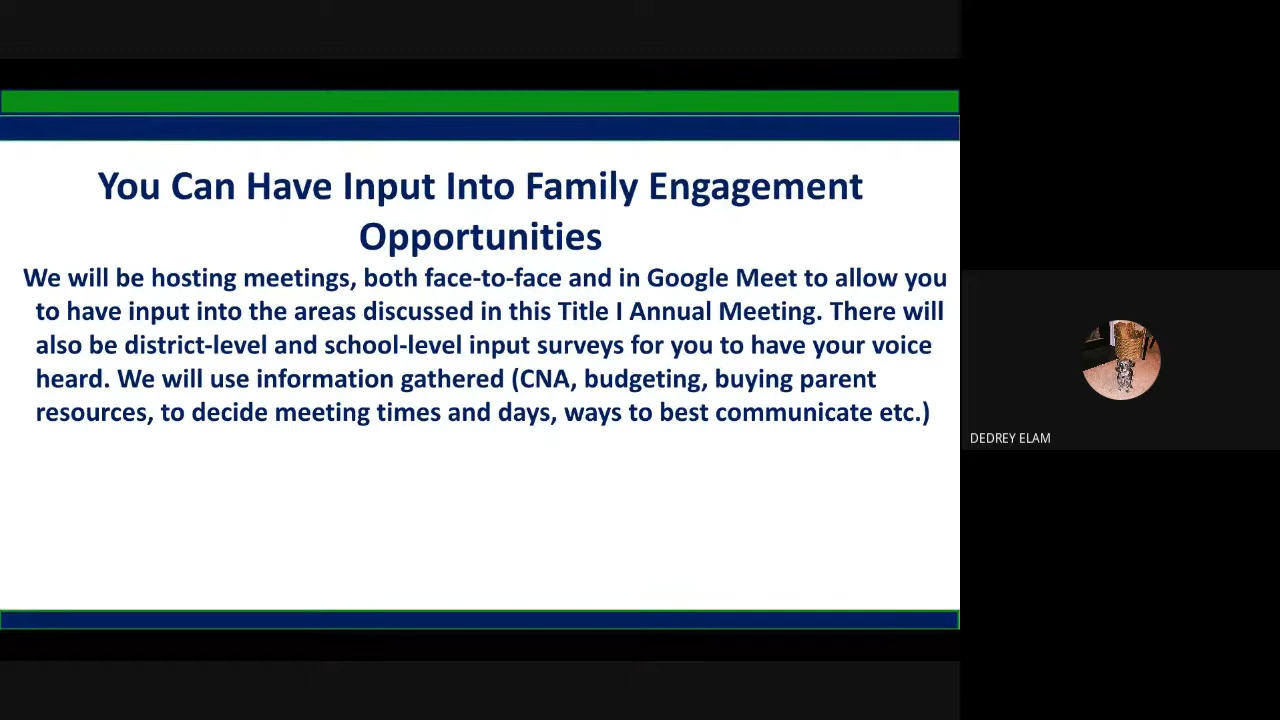 You Can Have Input Into Family Engagement
Opportunities
We will be hosting meetings, both face-to-face and in Google Meet to allow you
to have input into the areas discussed in this Title I Annual Meeting. There will
also be district-level and school-level input surveys for you to have your voice
heard. We will use information gathered (CNA, budgeting, buying parent
resources, to decide meeting times and days, ways to best communicate etc.)
DEDREY ELAM